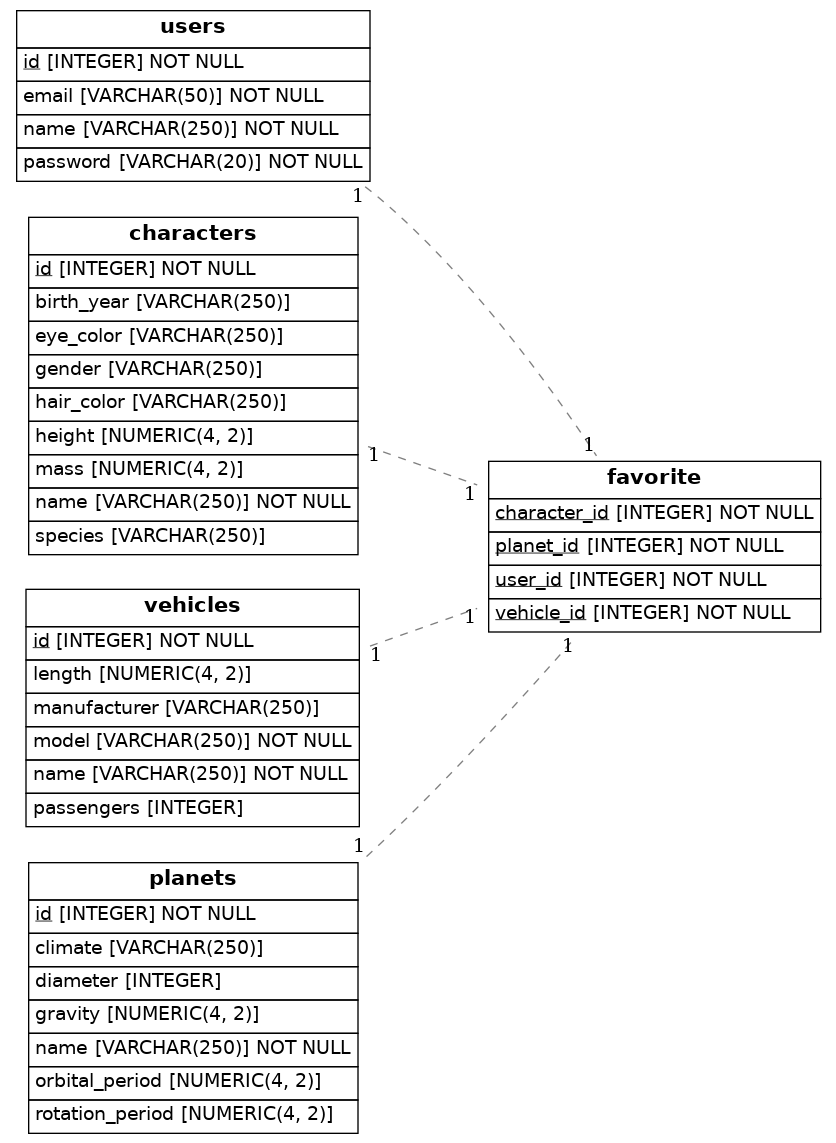 users
id [INTEGER] NOT NULL
email [VARCHAR(50)] NOT NULL
name [VARCHAR(250)] NOT NULL
password [VARCHAR(20)] NOT NULL
1
characters
id [INTEGER] NOT NULL
birth_year [VARCHAR(250)]
eye_color [VARCHAR(250)]
gender [VARCHAR(250)]
hair_color [VARCHAR(250)]
height [NUMERIC(4, 2)]
mass [NUMERIC(4, 2)]
name [VARCHAR(250)] NOT NULL
species [VARCHAR(250)]
1
vehicles
id [INTEGER] NOT NULL
length [NUMERIC(4, 2)]
manufacturer [VARCHAR(250)]
model [VARCHAR(250)] NOT NULL
name [VARCHAR(250)] NOT NULL
passengers [INTEGER]
1
1
planets
id [INTEGER] NOT NULL
climate [VARCHAR(250)]
diameter [INTEGER]
gravity [NUMERIC(4, 2)]
name [VARCHAR(250)] NOT NULL
orbital_period [NUMERIC(4, 2)]
rotation_period [NUMERIC(4, 2)]
1
1
favorite
character_id [INTEGER] NOT NULL
planet_id [INTEGER] NOT NULL
user_id [INTEGER] NOT NULL
vehicle_id [INTEGER] NOT NULL
1
1